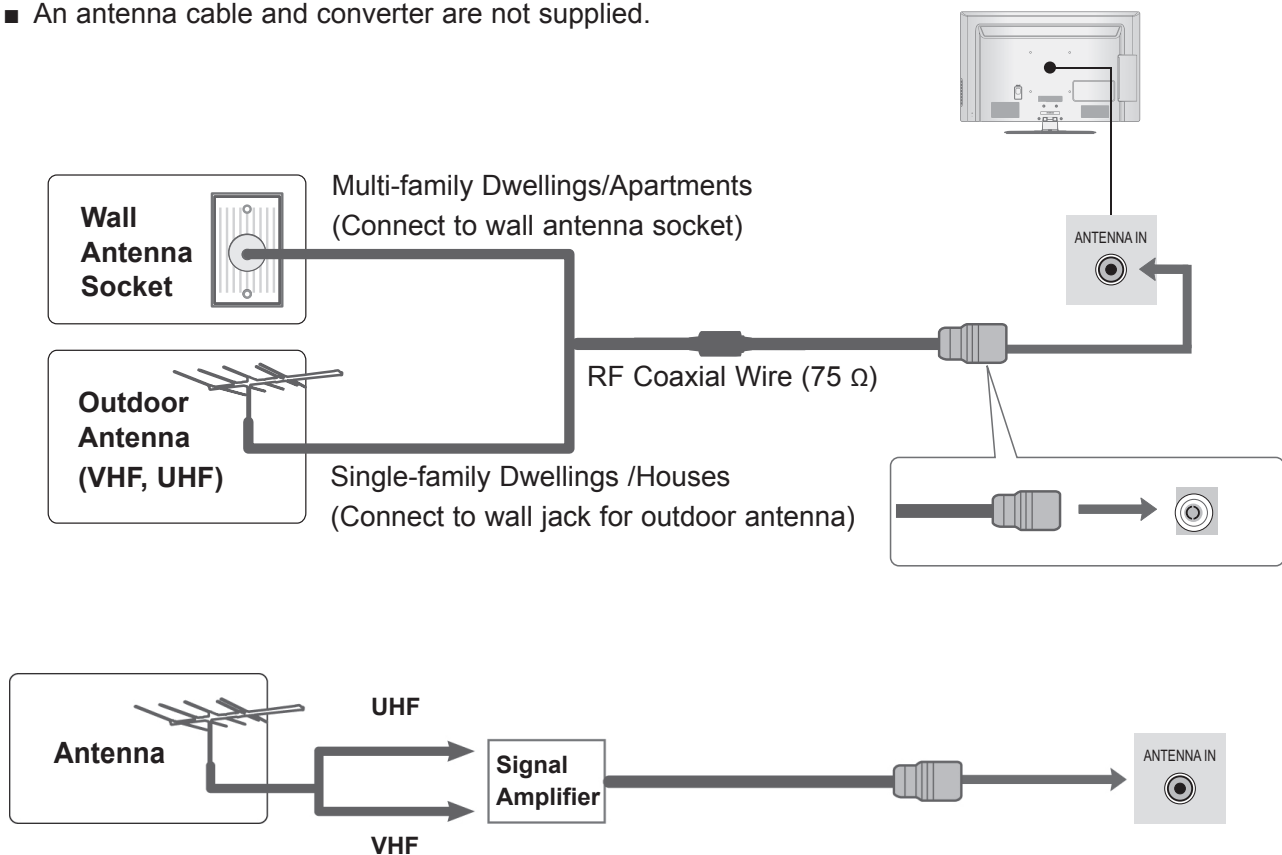 ■ An antenna cable and converter are not supplied.
Wall
Antenna
Socket
Multi-family Dwellings/Apartments
(Connect to wall antenna socket)
ANTENNA IN
RF Coaxial Wire (75 Ω)
Outdoor
Antenna
(VHF, UHF)
Single-family Dwellings /Houses
(Connect to wall jack for outdoor antenna)
Antenna
UHF
VHF
Signal
Amplifier
ANTENNA IN